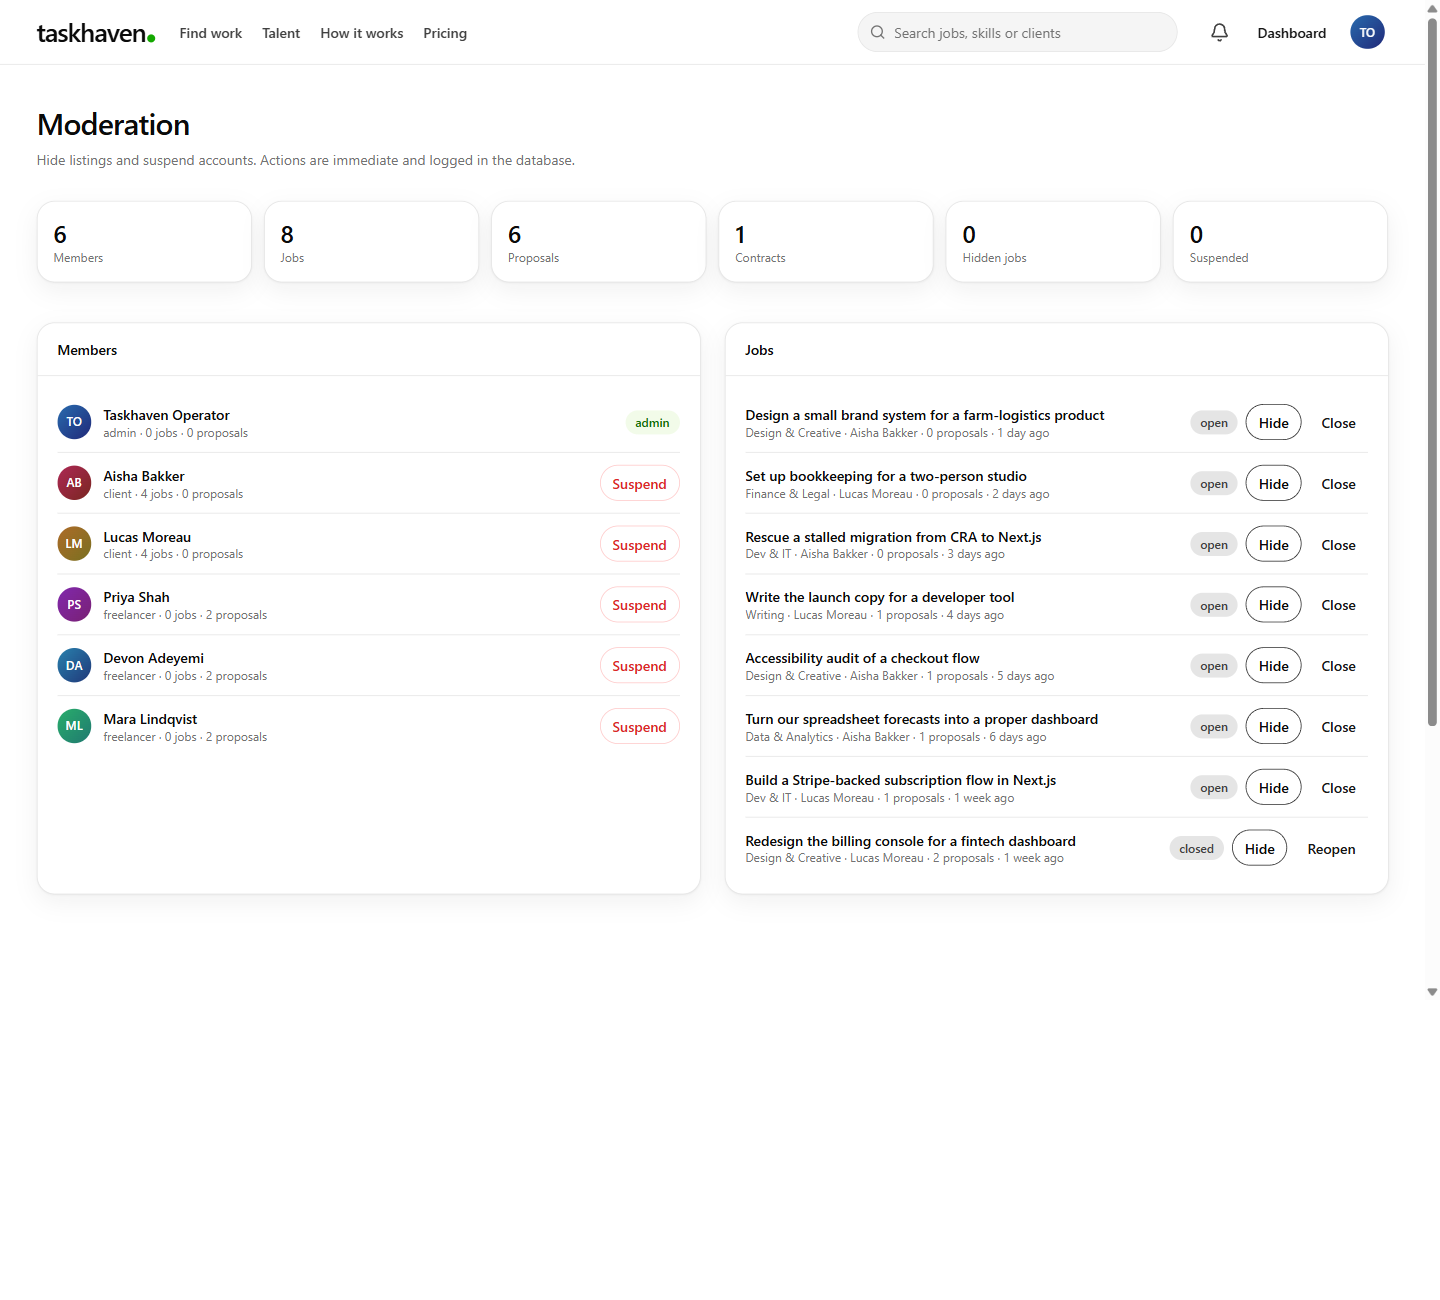 taskhaven.
Find work Talent How it works Pricing
Search jobs, skills or clients
Dashboard
TO
Moderation
Hide listings and suspend accounts. Actions are immediate and logged in the database.
6
Members
8
Jobs
6
Proposals
1
Contracts
0
Hidden jobs
0
Suspended
Members
TO
Taskhaven Operator
admin · 0 jobs · 0 proposals
admin
AB
Aisha Bakker
client · 4 jobs · 0 proposals
Suspend
LM
Lucas Moreau
client · 4 jobs · 0 proposals
Suspend
PS
Priya Shah
freelancer · 0 jobs · 2 proposals
Suspend
DA
Devon Adeyemi
freelancer · 0 jobs · 2 proposals
Suspend
ML
Mara Lindqvist
freelancer · 0 jobs · 2 proposals
Suspend
Jobs
Design a small brand system for a farm-logistics product
Design & Creative · Aisha Bakker · 0 proposals · 1 day ago
open Hide Close
Set up bookkeeping for a two-person studio
Finance & Legal · Lucas Moreau · 0 proposals · 2 days ago
open Hide Close
Rescue a stalled migration from CRA to Next.js
Dev & IT · Aisha Bakker · 0 proposals · 3 days ago
open Hide Close
Write the launch copy for a developer tool
Writing · Lucas Moreau · 1 proposals · 4 days ago
open Hide Close
Accessibility audit of a checkout flow
Design & Creative · Aisha Bakker · 1 proposals · 5 days ago
open Hide Close
Turn our spreadsheet forecasts into a proper dashboard
Data & Analytics · Aisha Bakker · 1 proposals · 6 days ago
open Hide Close
Build a Stripe-backed subscription flow in Next.js
Dev & IT · Lucas Moreau · 1 proposals · 1 week ago
open Hide Close
Redesign the billing console for a fintech dashboard
Design & Creative · Lucas Moreau · 2 proposals · 1 week ago
closed Hide Reopen